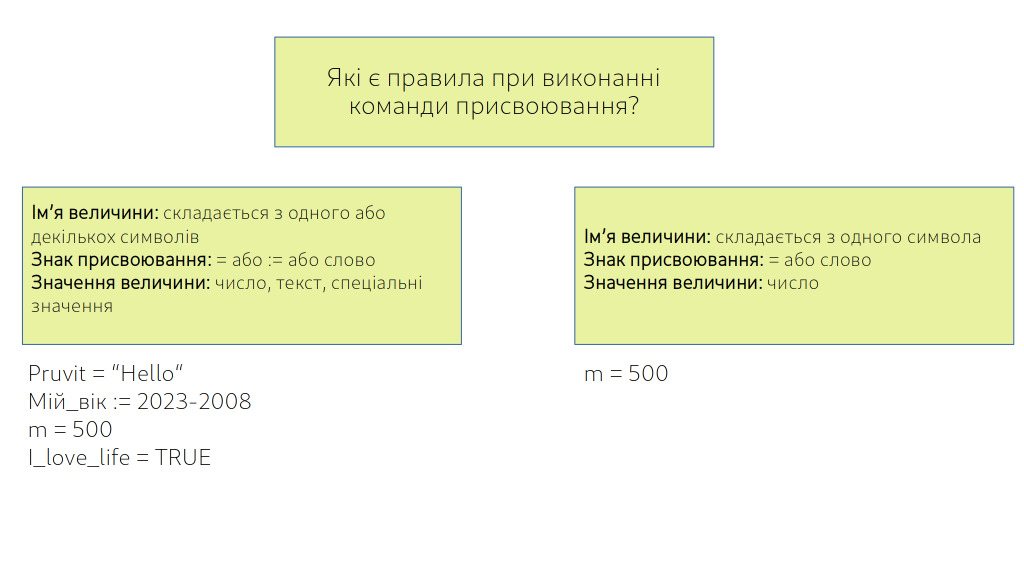 Які є правила при виконанні
команди присвоювання?
Ім’я величини: складається з одного або
декількох символів
Знак присвоювання: = або := або слово
Значення величини: число, текст, спеціальні
значення
Pruvit = “Hello“
Мій_вік := 2023-2008
m = 500
I_love_life = TRUE
Ім’я величини: складається з одного символа
Знак присвоювання: = або слово
Значення величини: число
m = 500